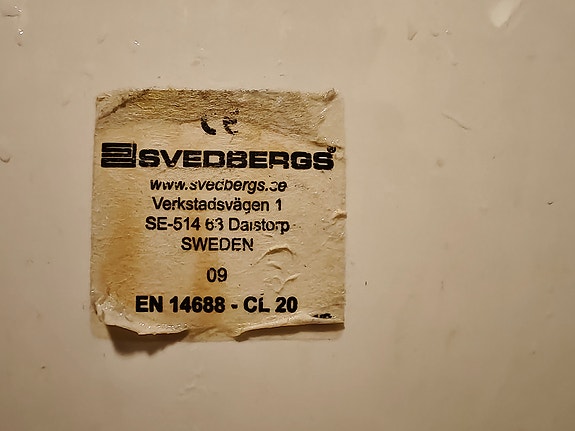 CE
SVEDBERGS®
www.svedbergs.se
Verkstadsvägen 1
SE-514 63 Dalstorp
SWEDEN
09
EN 14688 - CL 20